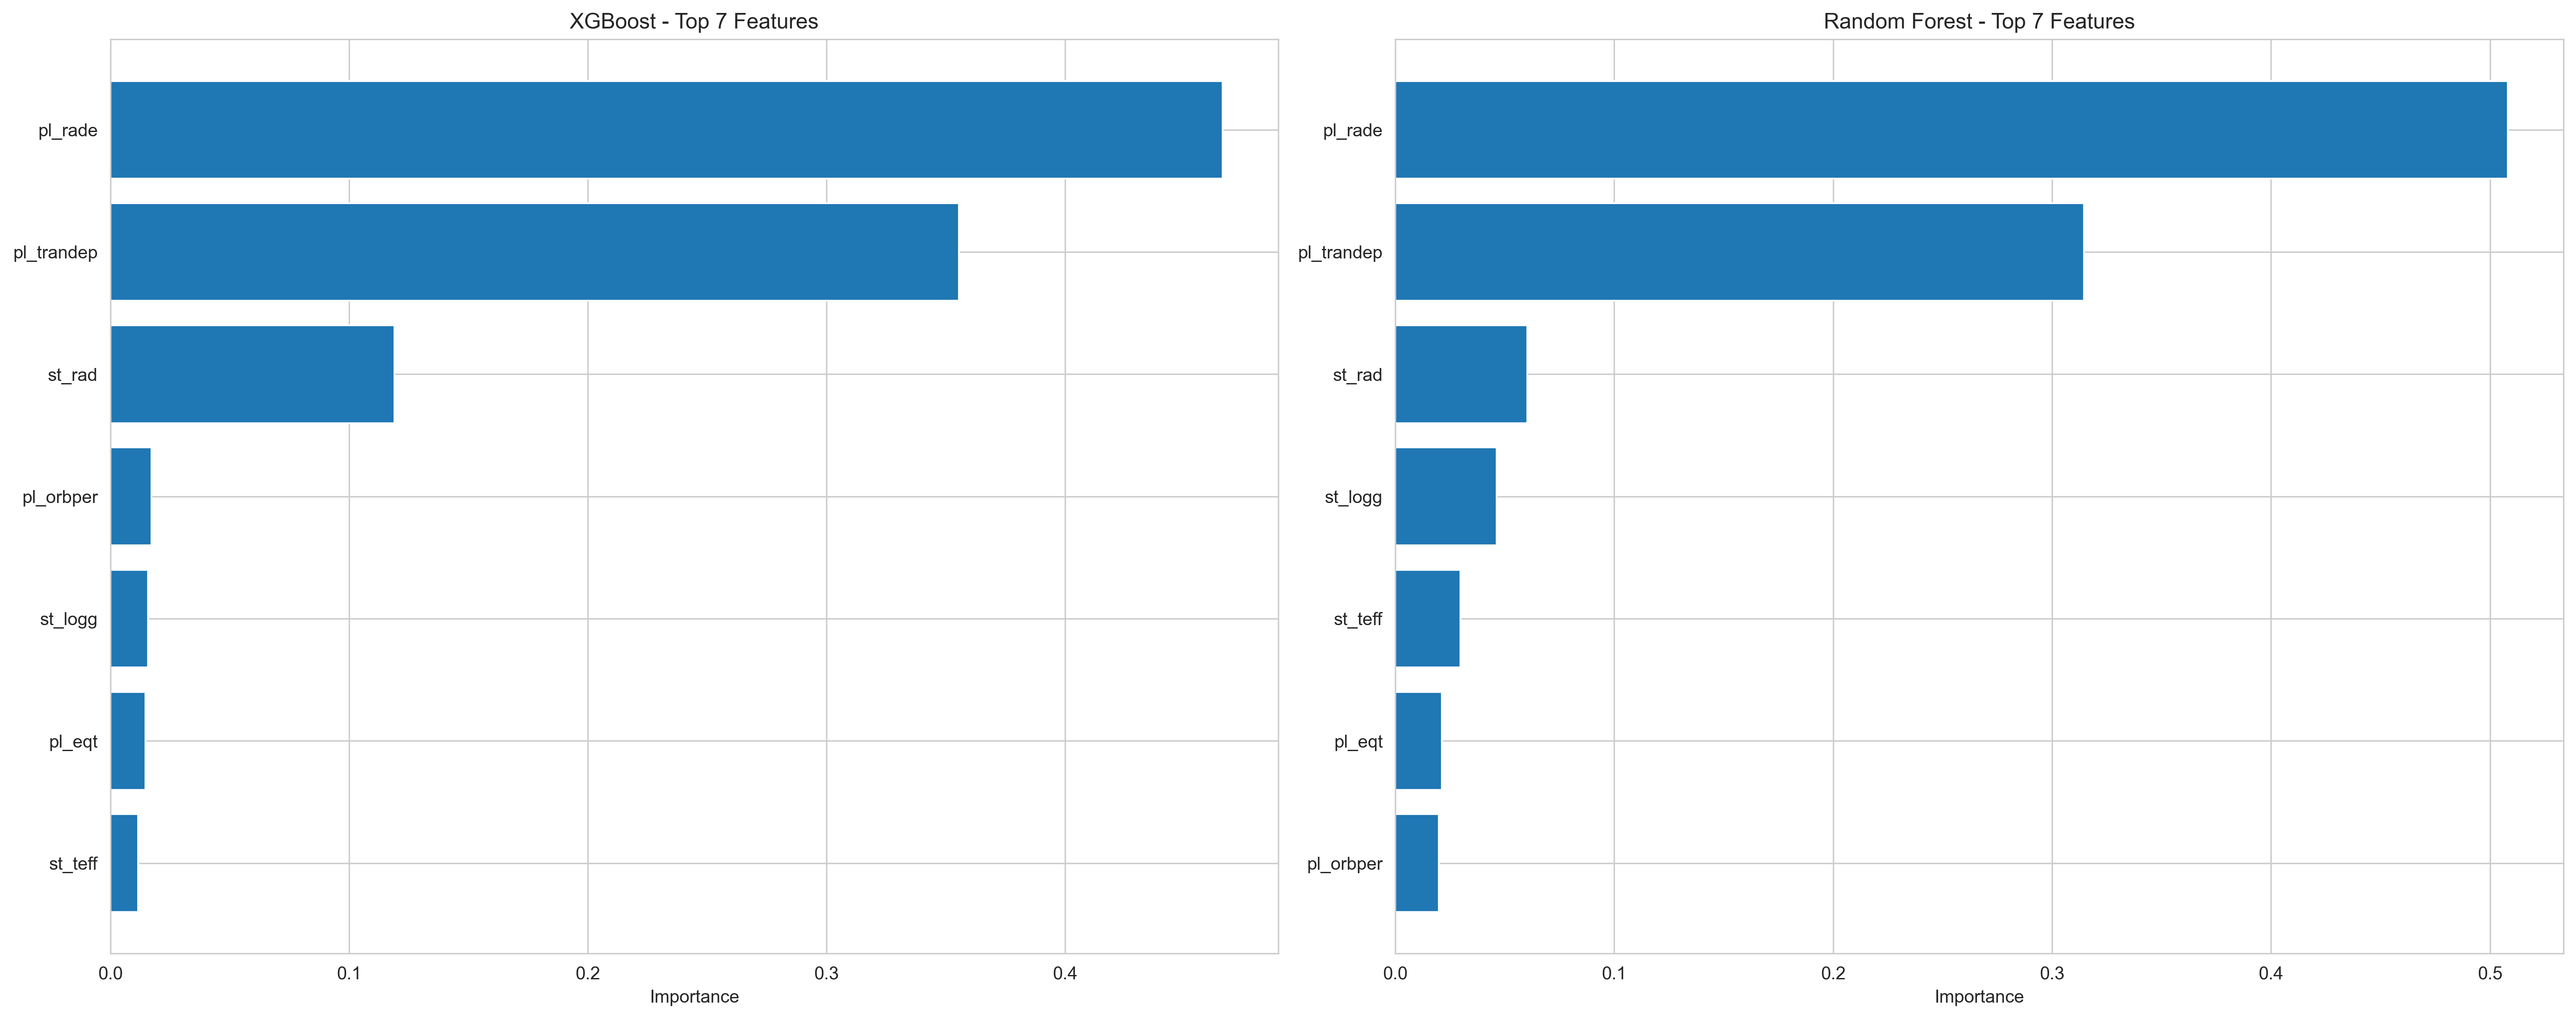 XGBoost - Top 7 Features
pl_rade
pl_trandep
st_rad
pl_orbper
st_logg
pl_eqt
st_teff
0.0 0.1 0.2 0.3 0.4
Importance
Random Forest - Top 7 Features
pl_rade
pl_trandep
st_rad
st_logg
st_teff
pl_eqt
pl_orbper
0.0 0.1 0.2 0.3 0.4 0.5
Importance